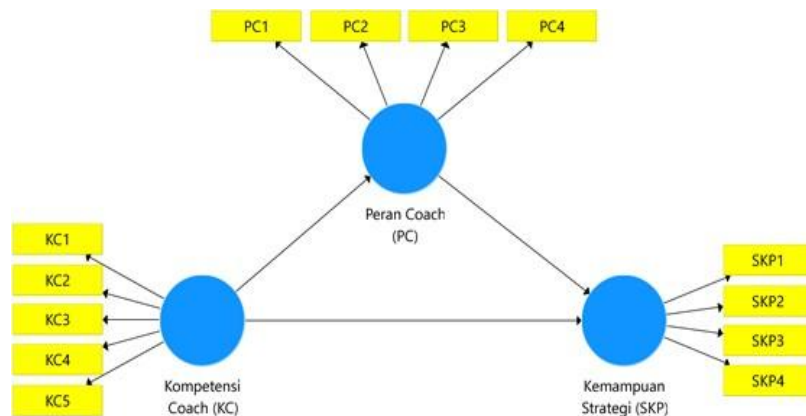 PC1
PC2
PC3
PC4
Peran Coach
(PC)
KC1
KC2
KC3
KC4
KC5
Kompetensi
Coach (KC)
SKP1
SKP2
SKP3
SKP4
Kemampuan
Strategi (SKP)